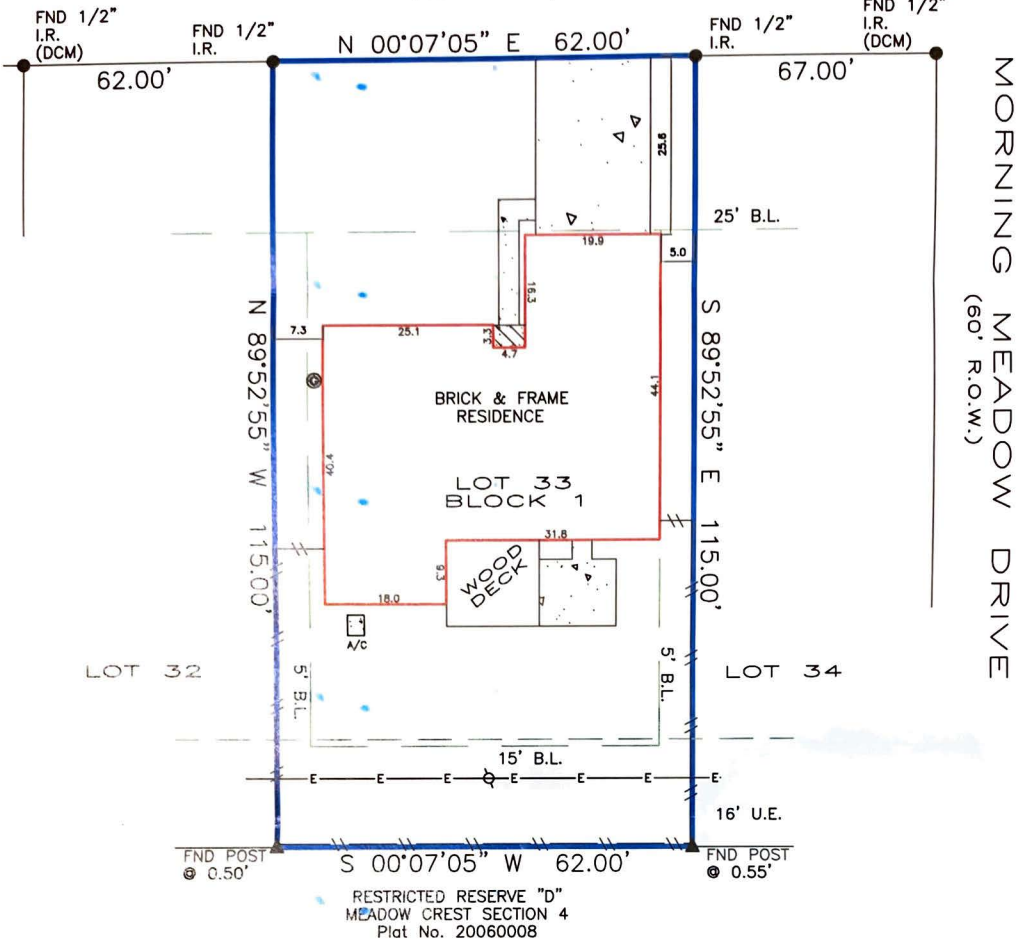 FND 1/2"
I.R.
(DCM)
62.00'
FND 1/2"
I.R.
N 00°07'05" E 62.00'
FND 1/2"
I.R.
FND 1/2"
I.R.
(DCM)
67.00'
MORNING MEADOW DRIVE
(60' R.O.W.)
25.6
25' B.L.
19.9
5.0
16.3
7.3
25.1
3.3
4.7
N 89°52'55" W 115.00'
S 89°52'55" E 115.00'
44.1
BRICK & FRAME
RESIDENCE
40.4
LOT 33
BLOCK 1
31.8
9.3
WOOD
DECK
18.0
A/C
LOT 32
5' B.L.
5' B.L.
LOT 34
15' B.L.
E E E E E E E
16' U.E.
FND POST
@ 0.50'
S 00°07'05" W 62.00'
FND POST
@ 0.55'
RESTRICTED RESERVE "D"
MEADOW CREST SECTION 4
Plat No. 20060008